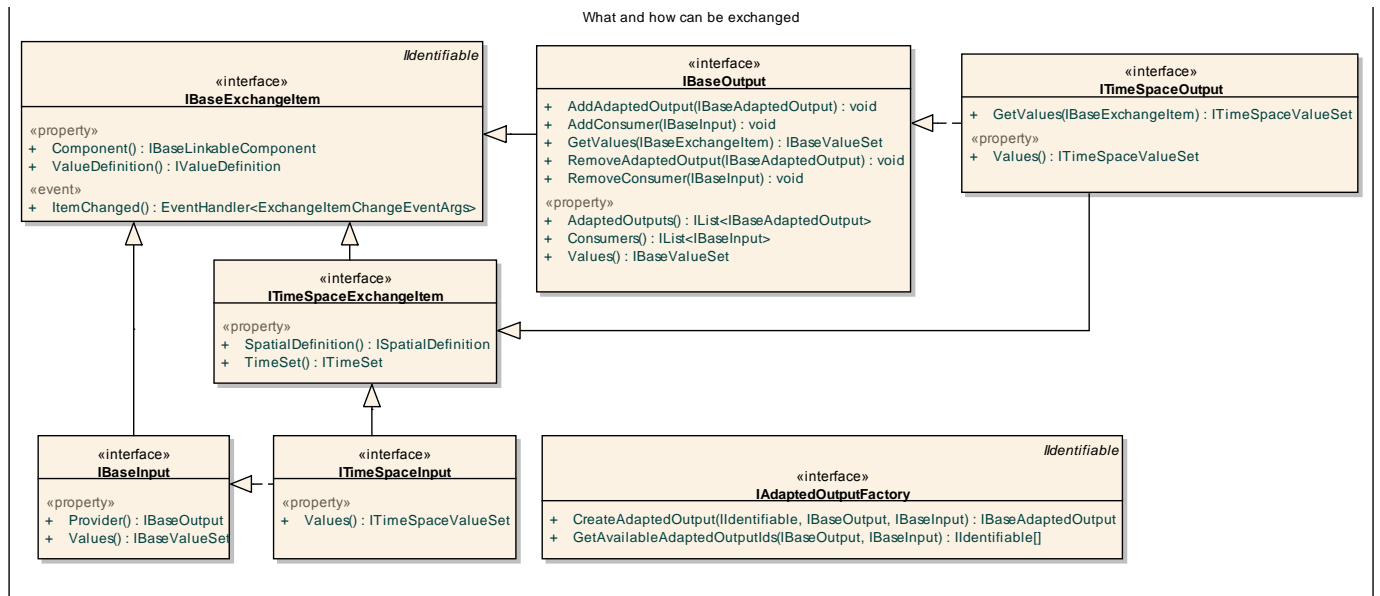 What and how can be exchanged
IIdentifiable
«interface»
IBaseExchangeItem
«property»
+ Component() : IBaseLinkableComponent
+ ValueDefinition() : IValueDefinition
«event»
+ ItemChanged() : EventHandler<ExchangeItemChangeEventArgs>
«interface»
IBaseOutput
+ AddAdaptedOutput(IBaseAdaptedOutput) : void
+ AddConsumer(IBaseInput) : void
+ GetValues(IBaseExchangeItem) : IBaseValueSet
+ RemoveAdaptedOutput(IBaseAdaptedOutput) : void
+ RemoveConsumer(IBaseInput) : void
«property»
+ AdaptedOutputs() : IList<IBaseAdaptedOutput>
+ Consumers() : IList<IBaseInput>
+ Values() : IBaseValueSet
«interface»
ITimeSpaceOutput
+ GetValues(IBaseExchangeItem) : ITimeSpaceValueSet
«property»
+ Values() : ITimeSpaceValueSet
«interface»
ITimeSpaceExchangeItem
«property»
+ SpatialDefinition() : ISpatialDefinition
+ TimeSet() : ITimeSet
«interface»
IBaseInput
«property»
+ Provider() : IBaseOutput
+ Values() : IBaseValueSet
«interface»
ITimeSpaceInput
«property»
+ Values() : ITimeSpaceValueSet
IIdentifiable
«interface»
IAdaptedOutputFactory
+ CreateAdaptedOutput(IIdentifiable, IBaseOutput, IBaseInput) : IBaseAdaptedOutput
+ GetAvailableAdaptedOutputIds(IBaseOutput, IBaseInput) : IIdentifiable[]